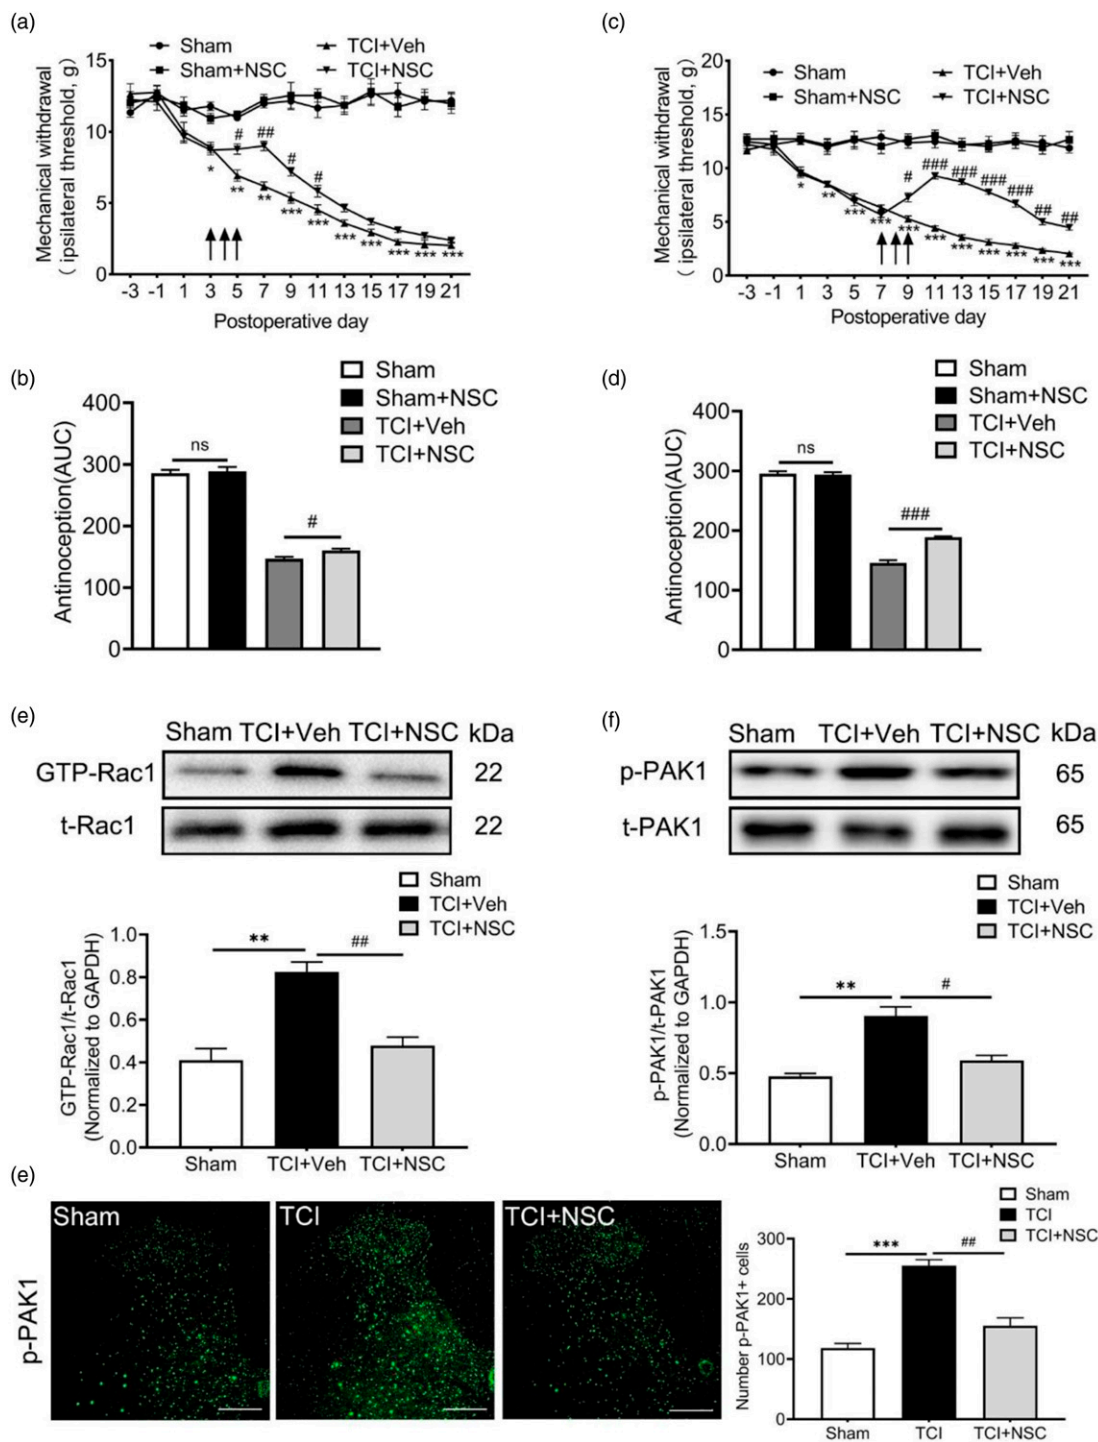 (a)
Sham
TCI+Veh
Sham+NSC
TCI+NSC
Mechanical withdrawal
( ipsilateral threshold, g)
15
10
5
0
# ## # #
* ** ** *** *** *** *** *** *** ***
-3 -1 1 3 5 7 9 11 13 15 17 19 21
Postoperative day
(c)
Sham
TCI+Veh
Sham+NSC
TCI+NSC
Mechanical withdrawal
( ipsilateral threshold, g)
20
15
10
5
0
# ### ### ### ### ## ##
* ** *** *** *** *** *** *** *** *** ***
-3 -1 1 3 5 7 9 11 13 15 17 19 21
Postoperative day
(b)
Sham
Sham+NSC
TCI+Veh
TCI+NSC
Antinoception(AUC)
400
300
200
100
0
ns
#
(d)
Sham
Sham+NSC
TCI+Veh
TCI+NSC
Antinoception(AUC)
400
300
200
100
0
ns
###
(e)
Sham TCI+Veh TCI+NSC kDa
GTP-Rac1 22
t-Rac1 22
Sham
TCI+Veh
TCI+NSC
GTP-Rac1/t-Rac1
(Normalized to GAPDH)
1.0
0.8
0.6
0.4
0.2
0.0
** ##
Sham TCI+Veh TCI+NSC
(f)
Sham TCI+Veh TCI+NSC kDa
p-PAK1 65
t-PAK1 65
Sham
TCI+Veh
TCI+NSC
p-PAK1/t-PAK1
(Normalized to GAPDH)
1.5
1.0
0.5
0.0
** #
Sham TCI+Veh TCI+NSC
(e)
p-PAK1
Sham
TCI
TCI+NSC
Sham
TCI
TCI+NSC
Number p-PAK1+ cells
300
200
100
0
*** ##
Sham TCI TCI+NSC